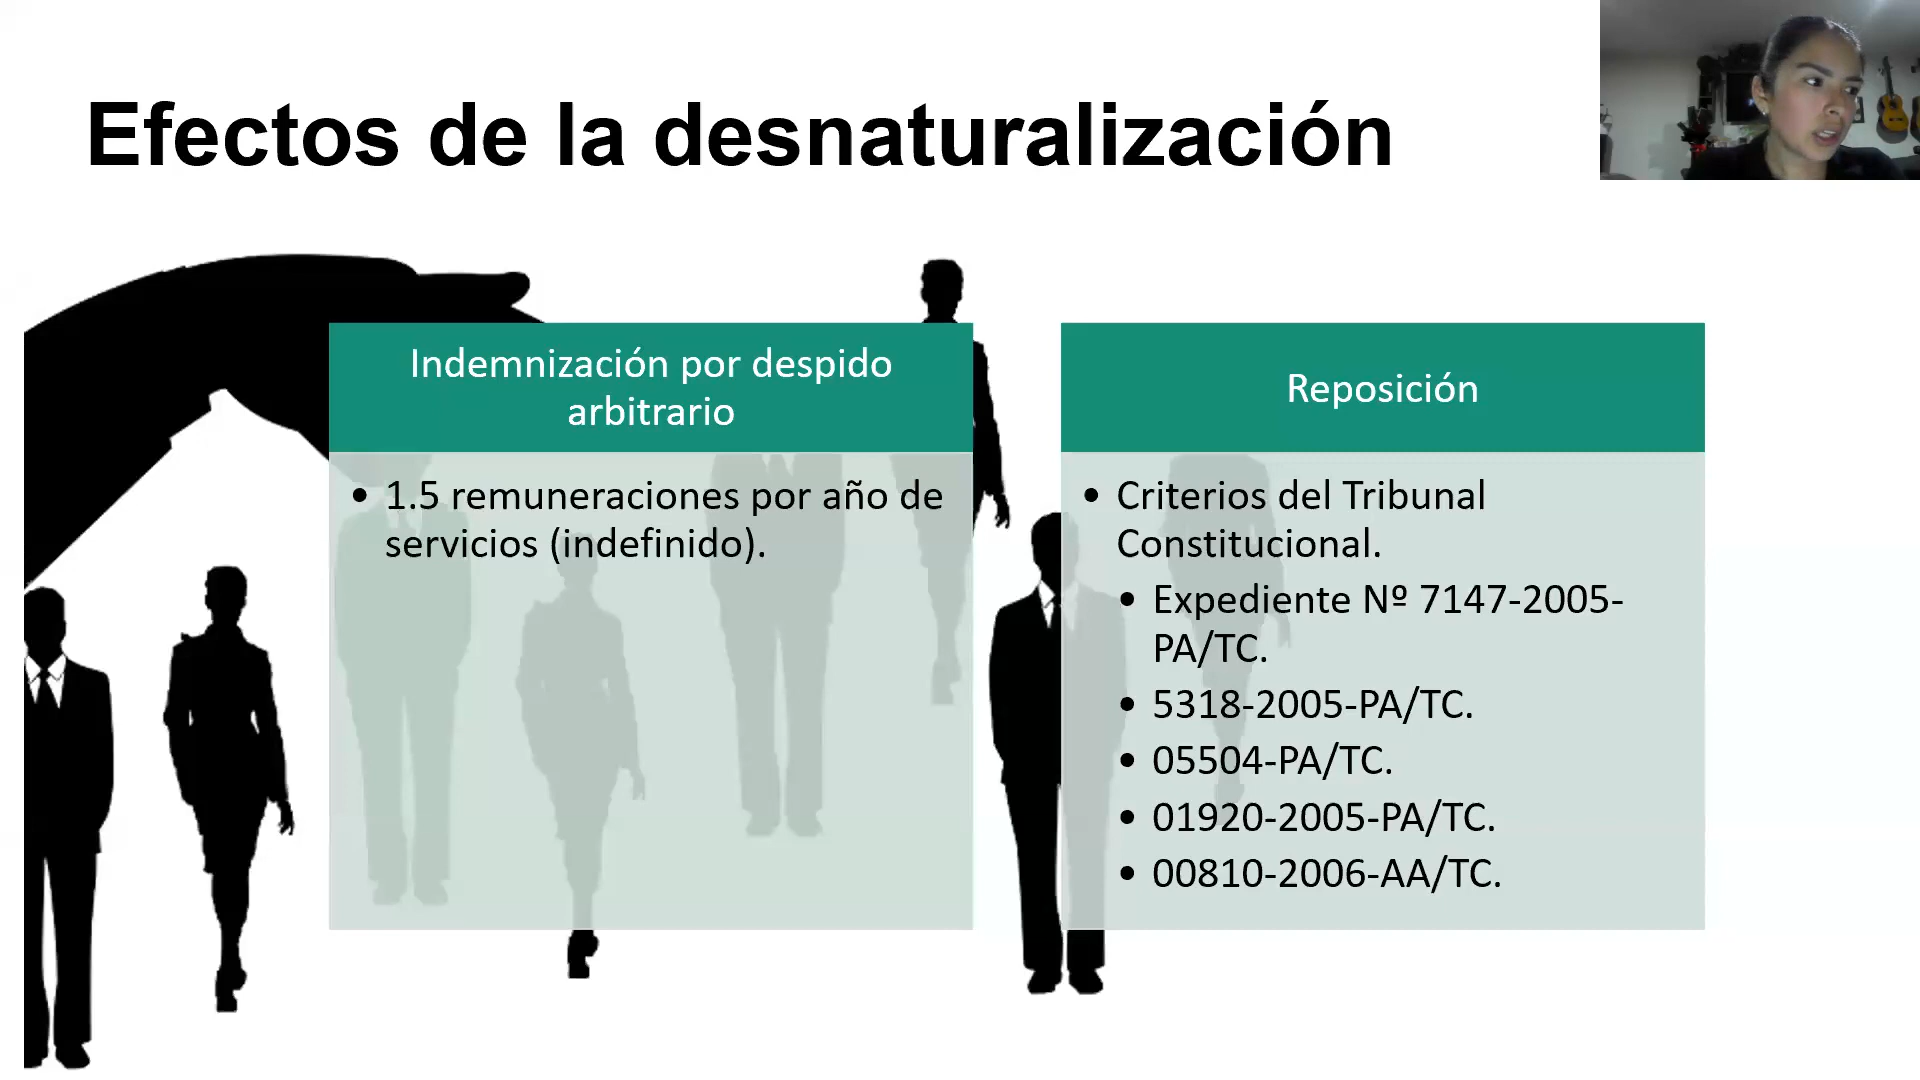 Efectos de la desnaturalización
Indemnización por despido
arbitrario
• 1.5 remuneraciones por año de
servicios (indefinido).
Reposición
• Criterios del Tribunal
Constitucional.
• Expediente Nº 7147-2005-
PA/TC.
• 5318-2005-PA/TC.
• 05504-PA/TC.
• 01920-2005-PA/TC.
• 00810-2006-AA/TC.